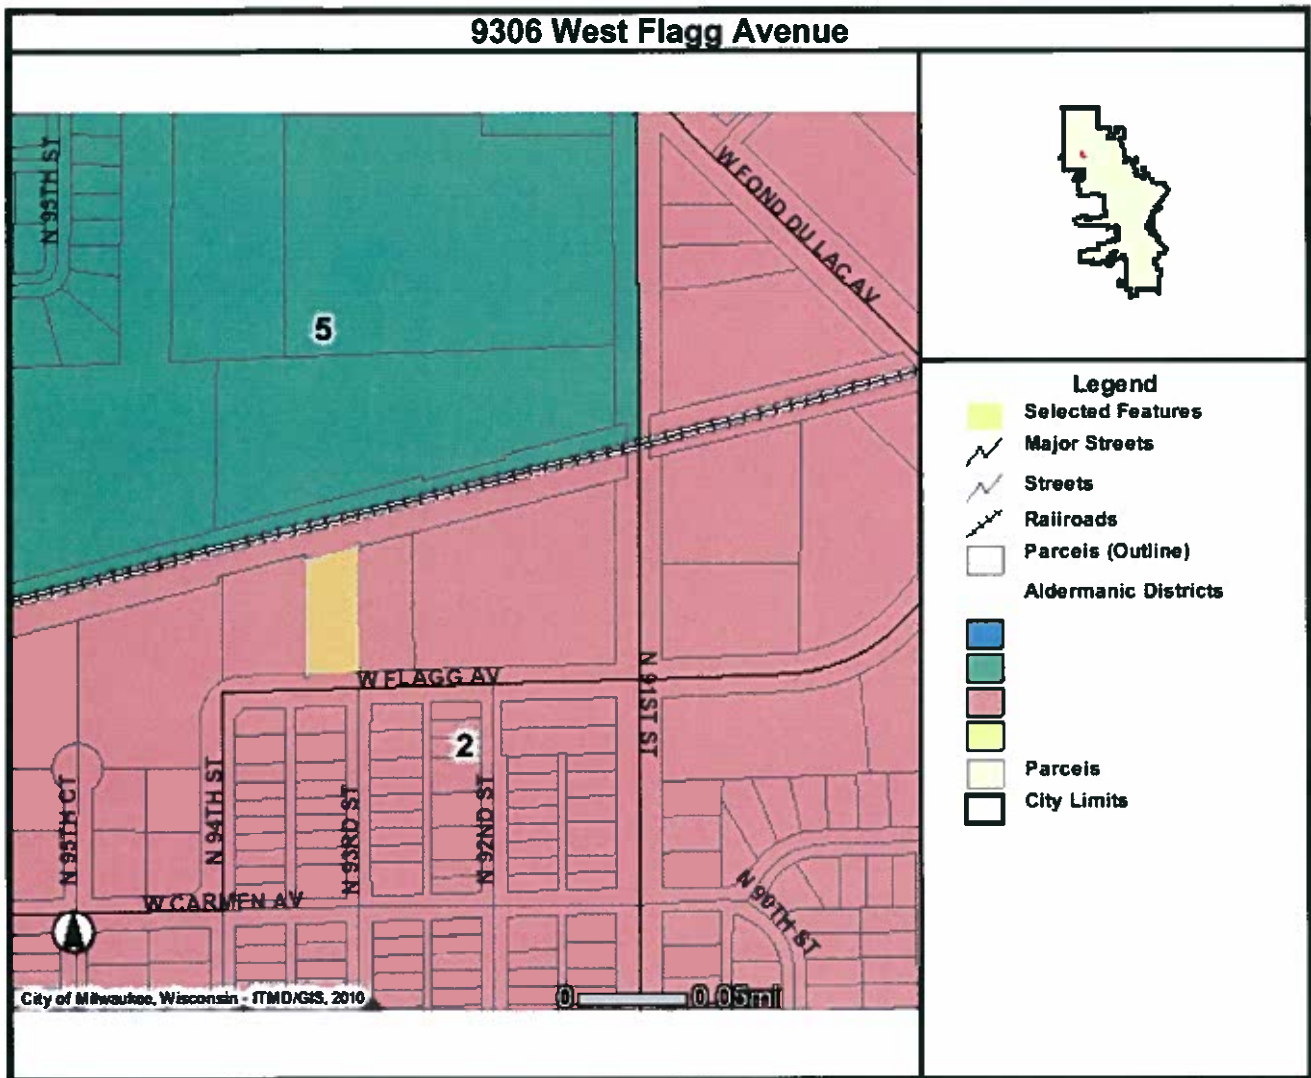 9306 West Flagg Avenue
N 95TH ST
W FOND DU LAC AV
5
W FLAGG AV
N 91ST ST
2
N 95TH CT
N 94TH ST
N 93RD ST
N 92ND ST
W CARMEN AV
N 90TH ST
City of Milwaukee, Wisconsin - ITMD/GIS, 2010
0 0.05mi
Legend
Selected Features
Major Streets
Streets
Railroads
Parcels (Outline)
Aldermanic Districts
Parcels
City Limits